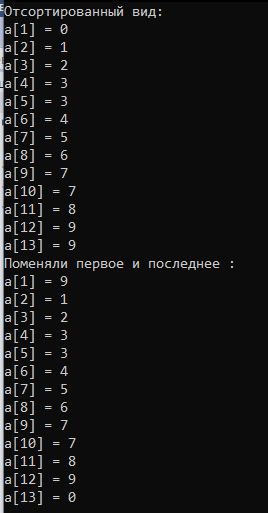 Отсортированный вид:
a[1] = 0
a[2] = 1
a[3] = 2
a[4] = 3
a[5] = 3
a[6] = 4
a[7] = 5
a[8] = 6
a[9] = 7
a[10] = 7
a[11] = 8
a[12] = 9
a[13] = 9
Поменяли первое и последнее :
a[1] = 9
a[2] = 1
a[3] = 2
a[4] = 3
a[5] = 3
a[6] = 4
a[7] = 5
a[8] = 6
a[9] = 7
a[10] = 7
a[11] = 8
a[12] = 9
a[13] = 0